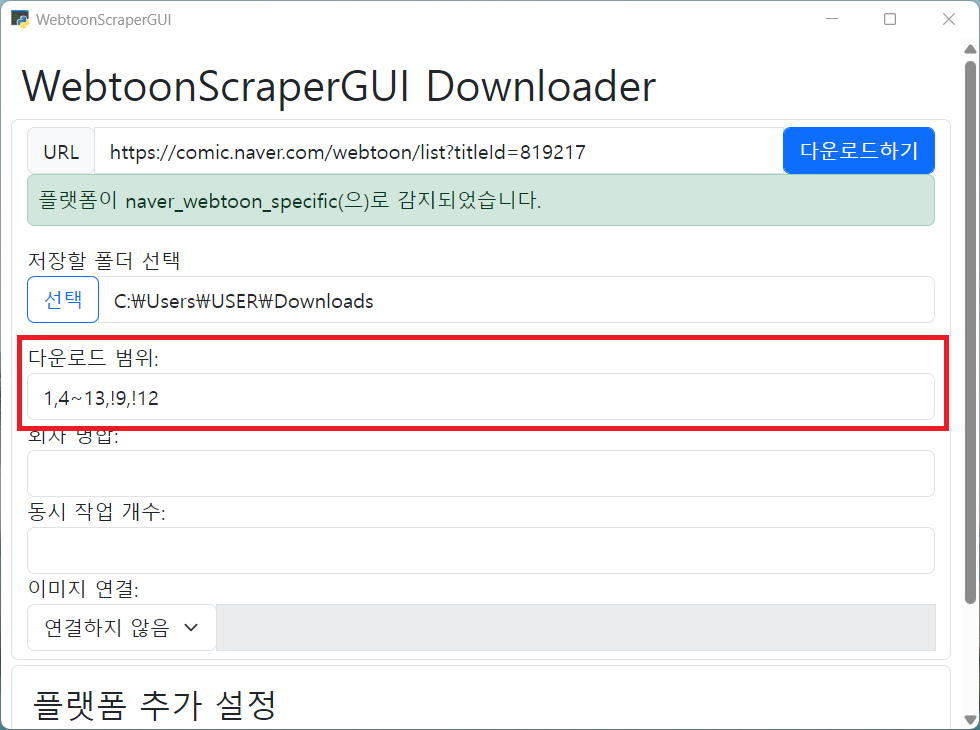 WebtoonScraperGUI
WebtoonScraperGUI Downloader
URL https://comic.naver.com/webtoon/list?titleId=819217 다운로드하기
플랫폼이 naver_webtoon_specific(으)로 감지되었습니다.
저장할 폴더 선택
선택 C:₩Users₩USER₩Downloads
다운로드 범위:
1,4~13,!9,!12
회차 병합:
동시 작업 개수:
이미지 연결:
연결하지 않음
플랫폼 추가 설정